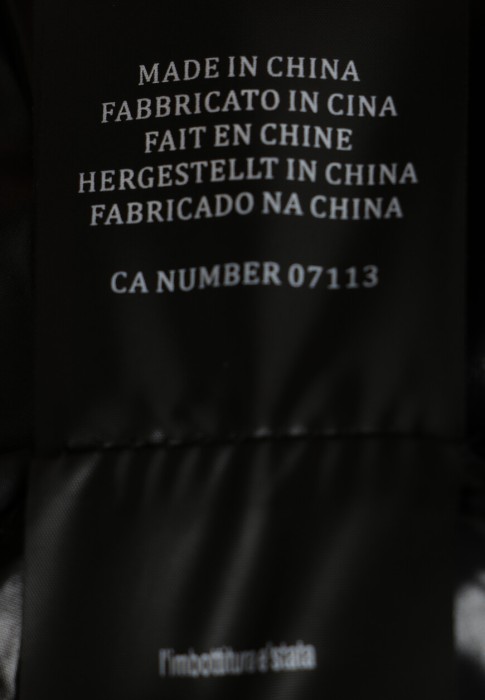 MADE IN CHINA
FABBRICATO IN CINA
FAIT EN CHINE
HERGESTELLT IN CHINA
FABRICADO NA CHINA
CA NUMBER 07113
l'imbottitura e'stata